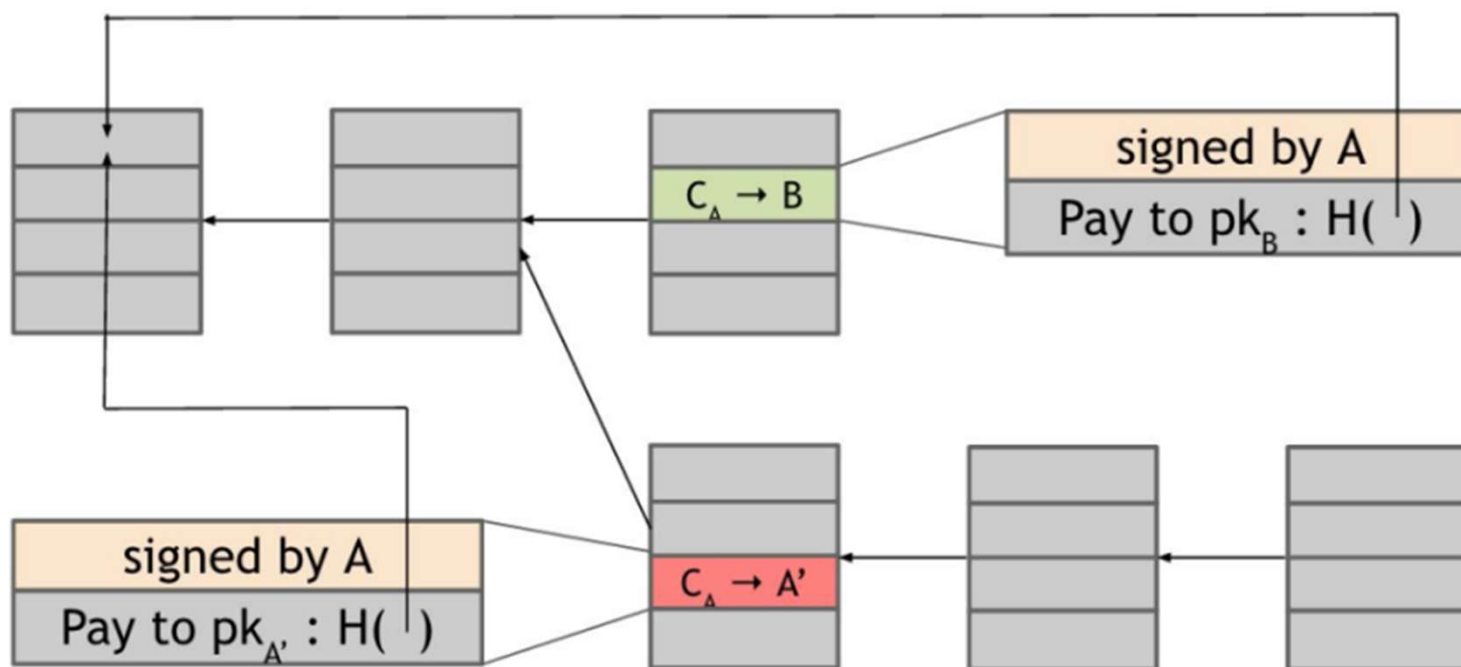 C_A → B
signed by A
Pay to pk_B : H( )
signed by A
Pay to pk_A' : H( )
C_A → A’